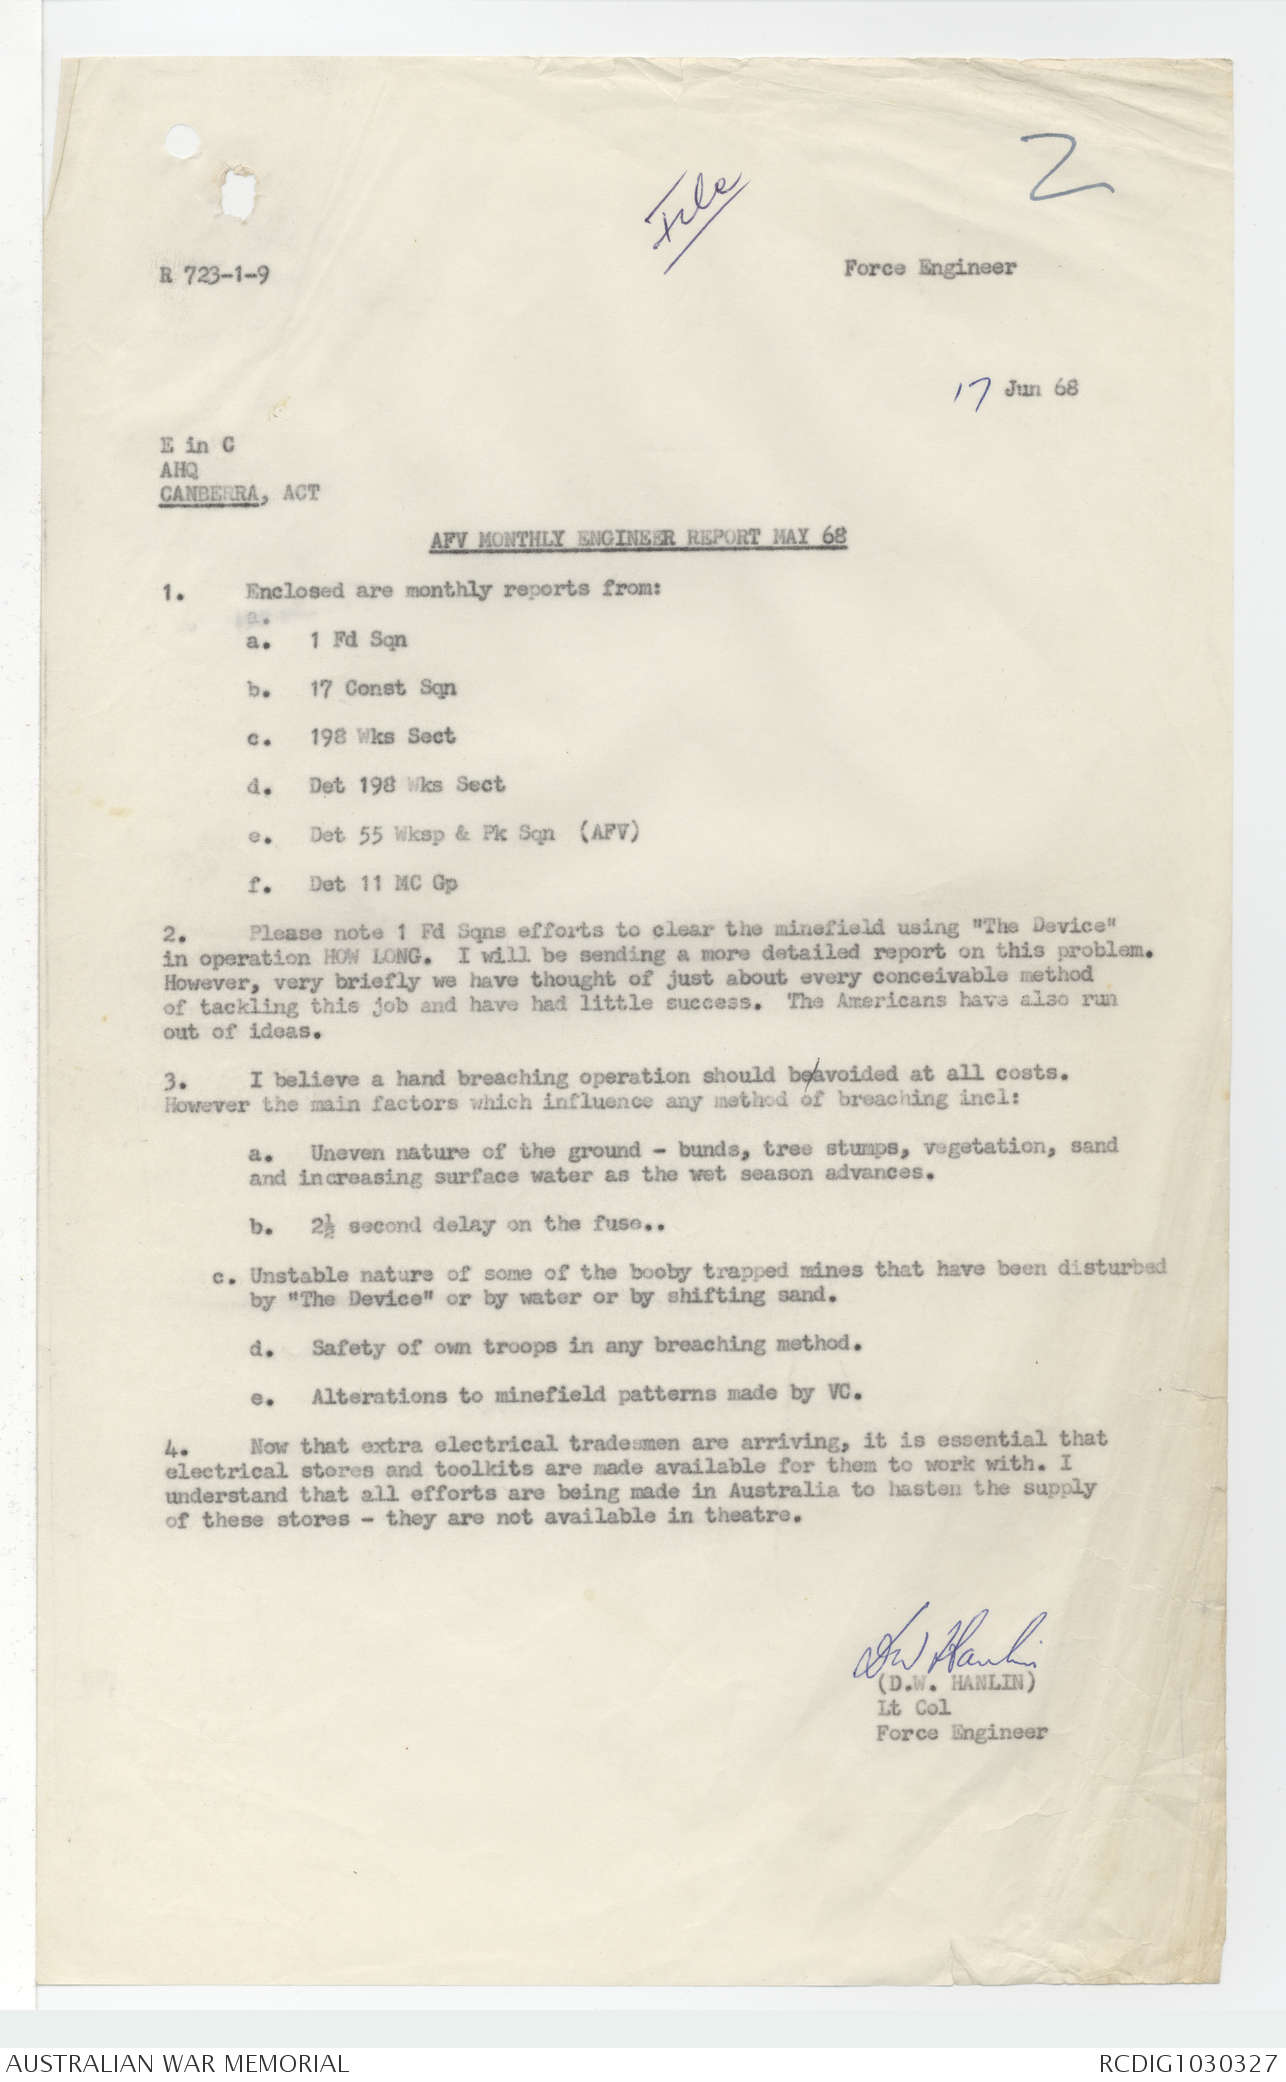 2
File
R 723-1-9
Force Engineer
17 Jun 68
E in C
AHQ
CANBERRA, ACT
AFV MONTHLY ENGINEER REPORT MAY 68
1. Enclosed are monthly reports from:
a.
a. 1 Fd Sqn
b. 17 Const Sqn
c. 198 Wks Sect
d. Det 198 Wks Sect
e. Det 55 Wksp & Pk Sqn (AFV)
f. Det 11 MC Gp
2. Please note 1 Fd Sqns efforts to clear the minefield using "The Device"
in operation HOW LONG. I will be sending a more detailed report on this problem.
However, very briefly we have thought of just about every conceivable method
of tackling this job and have had little success. The Americans have also run
out of ideas.
3. I believe a hand breaching operation should be/avoided at all costs.
However the main factors which influence any method of breaching incl:
a. Uneven nature of the ground - bunds, tree stumps, vegetation, sand
and increasing surface water as the wet season advances.
b. 2½ second delay on the fuse..
c. Unstable nature of some of the booby trapped mines that have been disturbed
by "The Device" or by water or by shifting sand.
d. Safety of own troops in any breaching method.
e. Alterations to minefield patterns made by VC.
4. Now that extra electrical tradesmen are arriving, it is essential that
electrical stores and toolkits are made available for them to work with. I
understand that all efforts are being made in Australia to hasten the supply
of these stores - they are not available in theatre.
DW Hanlin
(D.W. HANLIN)
Lt Col
Force Engineer
AUSTRALIAN WAR MEMORIAL
RCDIG1030327